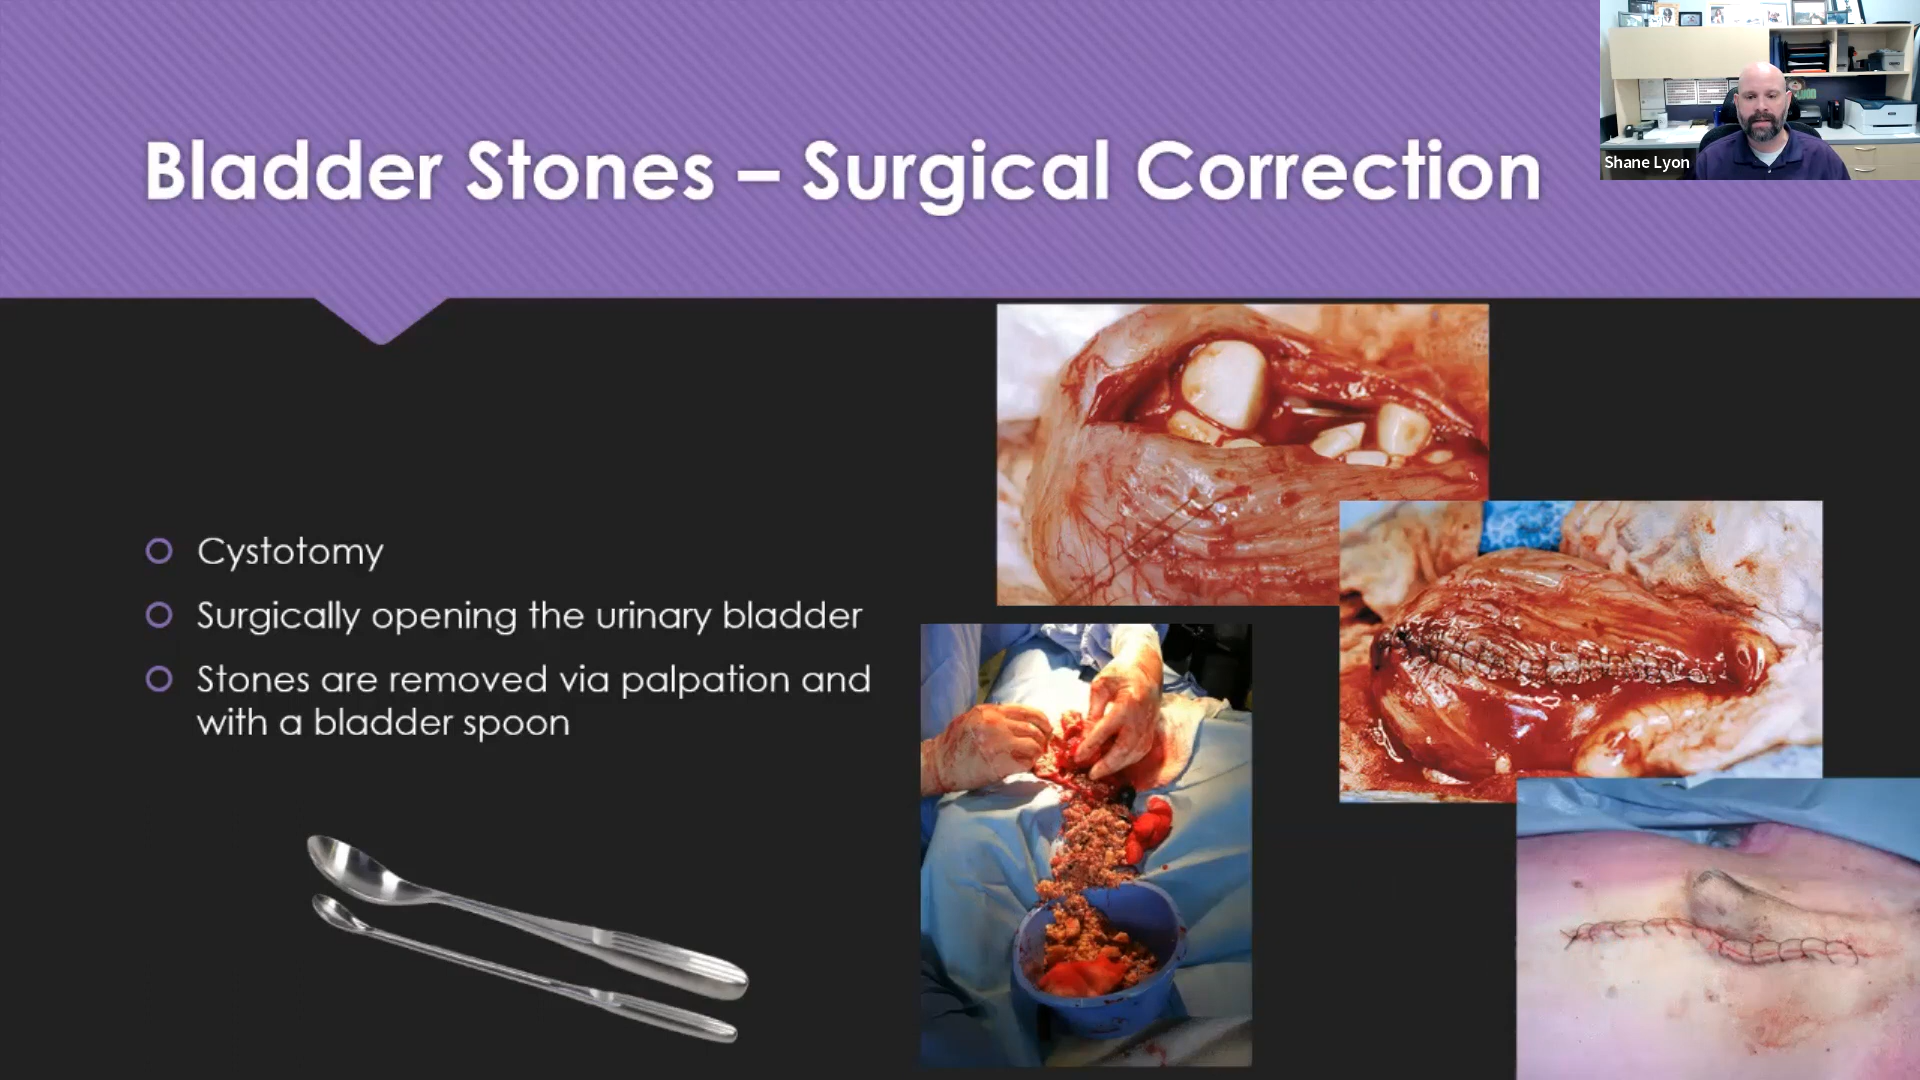 Bladder Stones – Surgical Correction
Shane Lyon
Cystotomy
Surgically opening the urinary bladder
Stones are removed via palpation and
with a bladder spoon